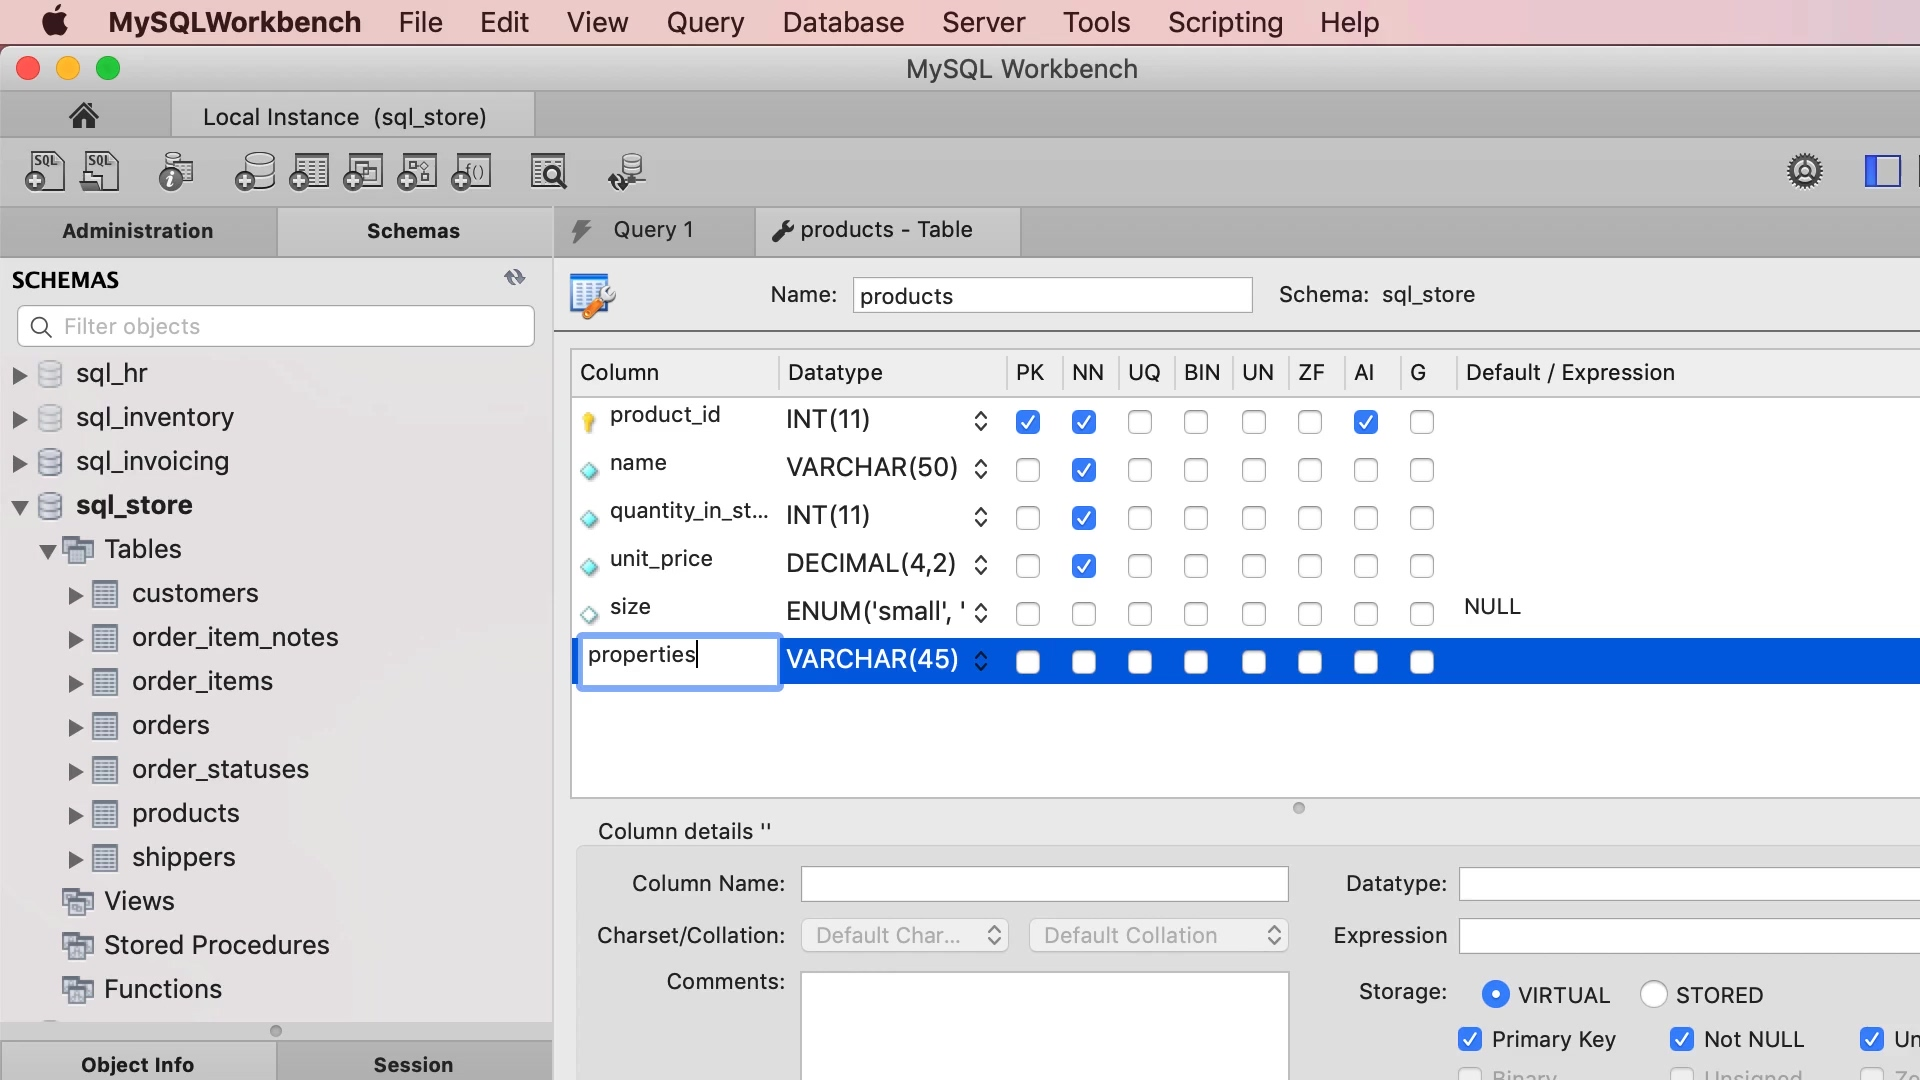 MySQLWorkbench File Edit View Query Database Server Tools Scripting Help
MySQL Workbench
Local Instance (sql_store)
SQL SQL
Administration Schemas Query 1 products - Table
SCHEMAS
Filter objects
Name: products Schema: sql_store
sql_hr
sql_inventory
sql_invoicing
sql_store
Tables
customers
order_item_notes
order_items
orders
order_statuses
products
shippers
Views
Stored Procedures
Functions
Object Info Session
Column Datatype PK NN UQ BIN UN ZF AI G Default / Expression
product_id INT(11)
name VARCHAR(50)
quantity_in_st... INT(11)
unit_price DECIMAL(4,2)
size ENUM('small', ' NULL
properties VARCHAR(45)
Column details ''
Column Name: Datatype:
Charset/Collation: Default Char... Default Collation Expression
Comments:
Storage: VIRTUAL STORED
Primary Key Not NULL Un
Binary Unsigned